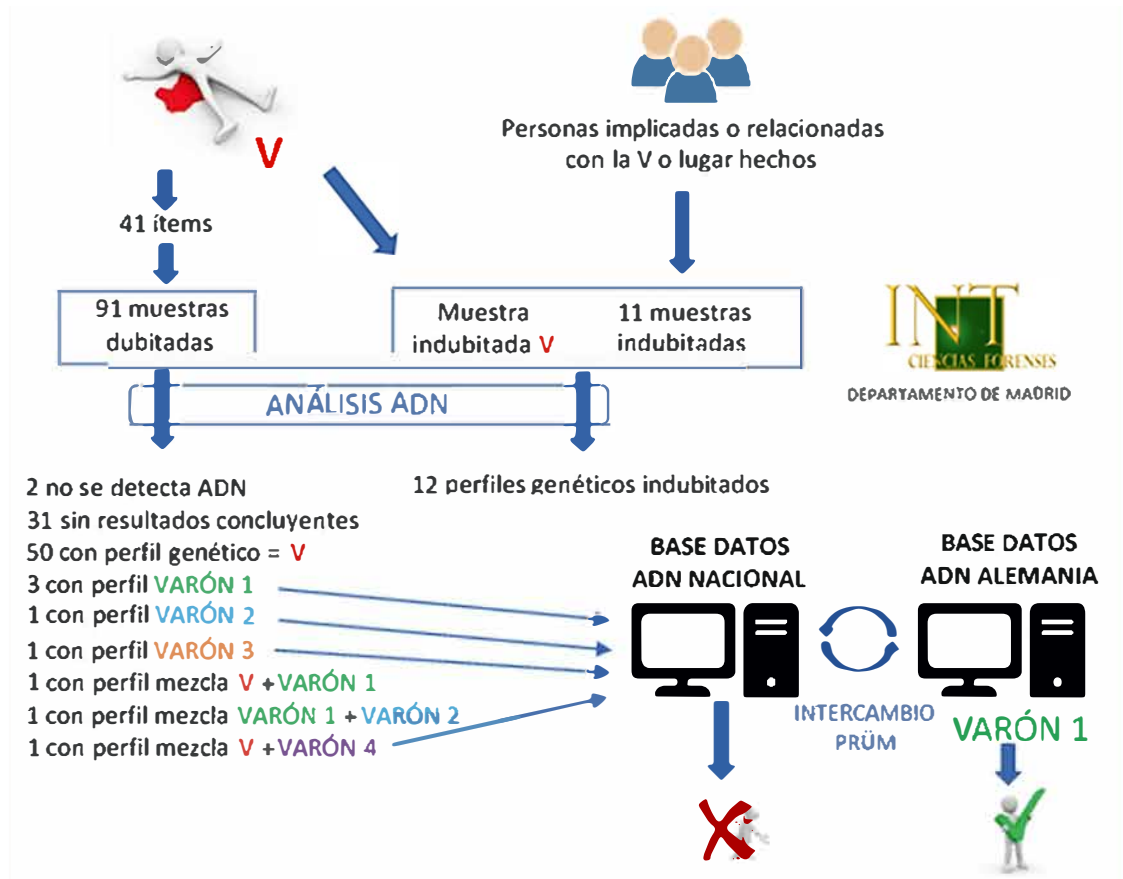 V
Personas implicadas o relacionadas
con la V o lugar hechos
41 ítems
91 muestras
dubitadas
Muestra
indubitada V
11 muestras
indubitadas
INT
CIENCIAS FORENSES
DEPARTAMENTO DE MADRID
ANÁLISIS ADN
2 no se detecta ADN
31 sin resultados concluyentes
50 con perfil genético = V
3 con perfil VARÓN 1
1 con perfil VARÓN 2
1 con perfil VARÓN 3
1 con perfil mezcla V +VARÓN 1
1 con perfil mezcla VARÓN 1 +VARÓN 2
1 con perfil mezcla V +VARÓN 4
12 perfiles genéticos indubitados
BASE DATOS
ADN NACIONAL
BASE DATOS
ADN ALEMANIA
INTERCAMBIO
PRÜM
VARÓN 1